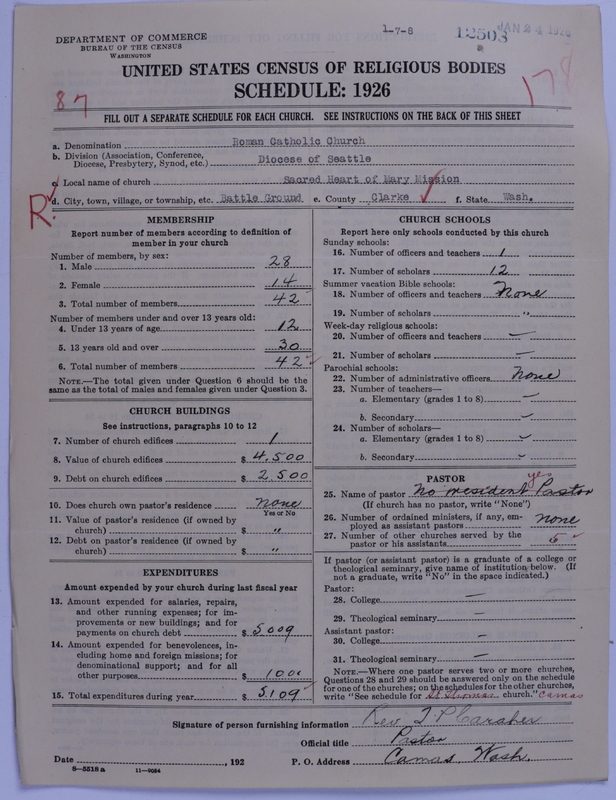 1-7-8
12503
JAN 24 192
DEPARTMENT OF COMMERCE
BUREAU OF THE CENSUS
WASHINGTON
UNITED STATES CENSUS OF RELIGIOUS BODIES
SCHEDULE: 1926
87
178
FILL OUT A SEPARATE SCHEDULE FOR EACH CHURCH. SEE INSTRUCTIONS ON THE BACK OF THIS SHEET
a. Denomination Roman Catholic Church
b. Division (Association, Conference, Diocese, Presbytery, Synod, etc.) Diocese of Seattle
c. Local name of church Sacred Heart of Mary Mission
R. d. City, town, village, or township, etc. Battle Ground e. County Clarke f. State Wash.
MEMBERSHIP
Report number of members according to definition of
member in your church
Number of members, by sex:
1. Male 28
2. Female 14
3. Total number of members 42
Number of members under and over 13 years old:
4. Under 13 years of age 12
5. 13 years old and over 30
6. Total number of members 42
NOTE.—The total given under Question 6 should be the
same as the total of males and females given under Question 3.
CHURCH BUILDINGS
See instructions, paragraphs 10 to 12
7. Number of church edifices 1
8. Value of church edifices $ 4,500
9. Debt on church edifices $ 2500
10. Does church own pastor's residence none
Yes or No
11. Value of pastor's residence (if owned by
church) $ "
12. Debt on pastor's residence (if owned by
church) $ "
EXPENDITURES
Amount expended by your church during last fiscal year
13. Amount expended for salaries, repairs,
and other running expenses; for im-
provements or new buildings; and for
payments on church debt $ 5009
14. Amount expended for benevolences, in-
cluding home and foreign missions; for
denominational support; and for all
other purposes $ 100
15. Total expenditures during year $ 5109
CHURCH SCHOOLS
Report here only schools conducted by this church
Sunday schools:
16. Number of officers and teachers 1
17. Number of scholars 12
Summer vacation Bible schools:
18. Number of officers and teachers None
19. Number of scholars "
Week-day religious schools:
20. Number of officers and teachers —
21. Number of scholars —
Parochial schools:
22. Number of administrative officers None
23. Number of teachers—
a. Elementary (grades 1 to 8) —
b. Secondary —
24. Number of scholars—
a. Elementary (grades 1 to 8) —
b. Secondary —
PASTOR
yes
25. Name of pastor No resident Pastor
(If church has no pastor, write "None")
26. Number of ordained ministers, if any, em-
ployed as assistant pastors none
27. Number of other churches served by the
pastor or his assistants 5
If pastor (or assistant pastor) is a graduate of a college or
theological seminary, give name of institution below. (If
not a graduate, write "No" in the space indicated.)
Pastor:
28. College —
29. Theological seminary —
Assistant pastor:
30. College —
31. Theological seminary —
NOTE.—Where one pastor serves two or more churches,
Questions 28 and 29 should be answered only on the schedule
for one of the churches; on the schedules for the other churches,
write "See schedule for St. Thomas church." Camas
Signature of person furnishing information Rev T P Caraher
Official title Pastor
Date , 192 P. O. Address Camas Wash.
8—5518 a 11—9054